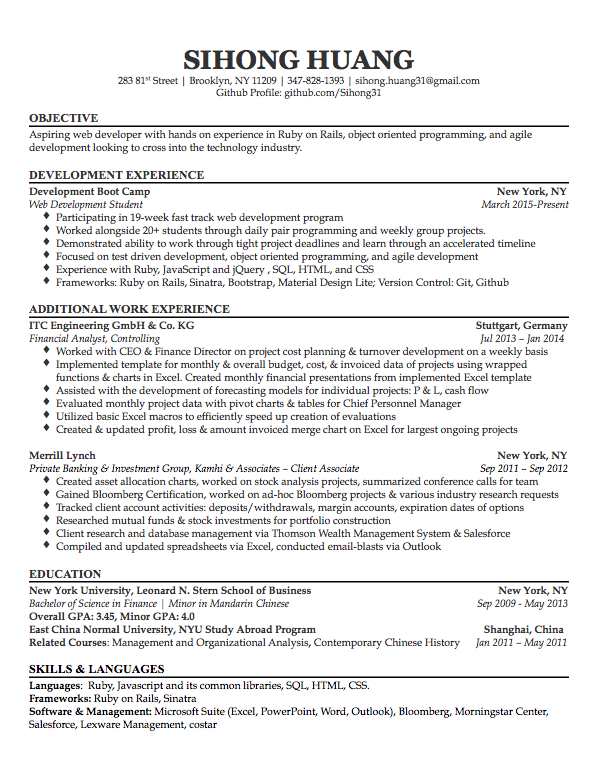 SIHONG HUANG
283 81st Street | Brooklyn, NY 11209 | 347-828-1393 | sihong.huang31@gmail.com
Github Profile: github.com/Sihong31
OBJECTIVE
Aspiring web developer with hands on experience in Ruby on Rails, object oriented programming, and agile
development looking to cross into the technology industry.
DEVELOPMENT EXPERIENCE
Development Boot Camp New York, NY
Web Development Student March 2015-Present
♦ Participating in 19-week fast track web development program
♦ Worked alongside 20+ students through daily pair programming and weekly group projects.
♦ Demonstrated ability to work through tight project deadlines and learn through an accelerated timeline
♦ Focused on test driven development, object oriented programming, and agile development
♦ Experience with Ruby, JavaScript and jQuery , SQL, HTML, and CSS
♦ Frameworks: Ruby on Rails, Sinatra, Bootstrap, Material Design Lite; Version Control: Git, Github
ADDITIONAL WORK EXPERIENCE
ITC Engineering GmbH & Co. KG Stuttgart, Germany
Financial Analyst, Controlling Jul 2013 – Jan 2014
♦ Worked with CEO & Finance Director on project cost planning & turnover development on a weekly basis
♦ Implemented template for monthly & overall budget, cost, & invoiced data of projects using wrapped
functions & charts in Excel. Created monthly financial presentations from implemented Excel template
♦ Assisted with the development of forecasting models for individual projects: P & L, cash flow
♦ Evaluated monthly project data with pivot charts & tables for Chief Personnel Manager
♦ Utilized basic Excel macros to efficiently speed up creation of evaluations
♦ Created & updated profit, loss & amount invoiced merge chart on Excel for largest ongoing projects
Merrill Lynch New York, NY
Private Banking & Investment Group, Kamhi & Associates – Client Associate Sep 2011 – Sep 2012
♦ Created asset allocation charts, worked on stock analysis projects, summarized conference calls for team
♦ Gained Bloomberg Certification, worked on ad-hoc Bloomberg projects & various industry research requests
♦ Tracked client account activities: deposits/withdrawals, margin accounts, expiration dates of options
♦ Researched mutual funds & stock investments for portfolio construction
♦ Client research and database management via Thomson Wealth Management System & Salesforce
♦ Compiled and updated spreadsheets via Excel, conducted email-blasts via Outlook
EDUCATION
New York University, Leonard N. Stern School of Business New York, NY
Bachelor of Science in Finance | Minor in Mandarin Chinese Sep 2009 - May 2013
Overall GPA: 3.45, Minor GPA: 4.0
East China Normal University, NYU Study Abroad Program Shanghai, China
Related Courses: Management and Organizational Analysis, Contemporary Chinese History Jan 2011 – May 2011
SKILLS & LANGUAGES
Languages: Ruby, Javascript and its common libraries, SQL, HTML, CSS.
Frameworks: Ruby on Rails, Sinatra
Software & Management: Microsoft Suite (Excel, PowerPoint, Word, Outlook), Bloomberg, Morningstar Center,
Salesforce, Lexware Management, costar